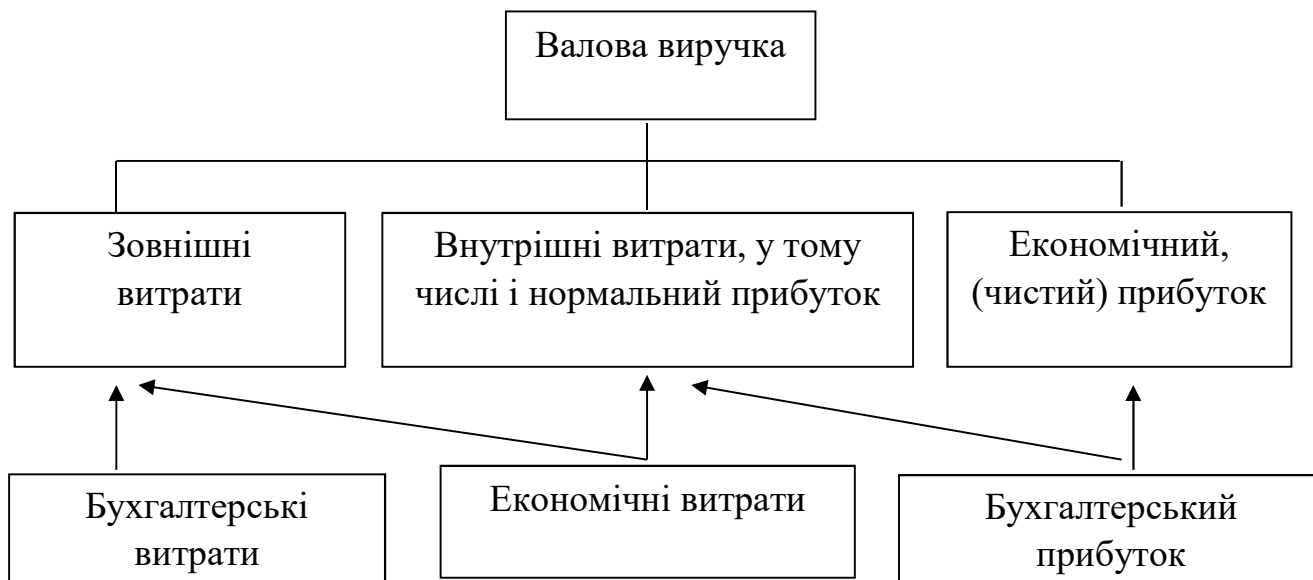 Валова виручка
Зовнішні
витрати
Внутрішні витрати, у тому
числі і нормальний прибуток
Економічний,
(чистий) прибуток
Бухгалтерські
витрати
Економічні витрати
Бухгалтерський
прибуток